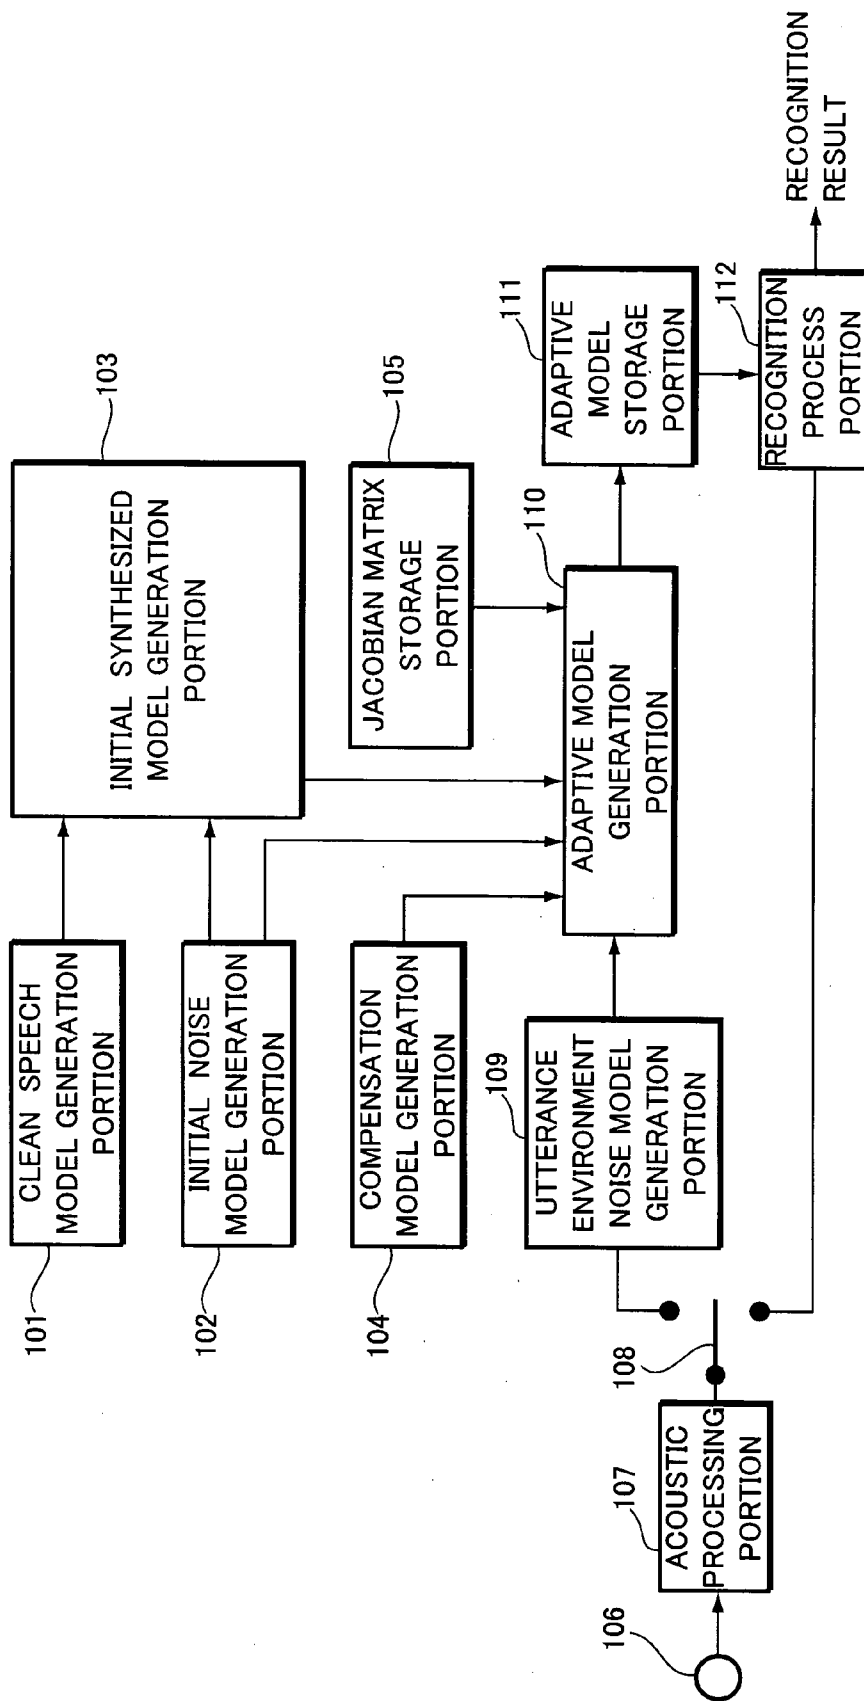 101
CLEAN SPEECH
MODEL GENERATION
PORTION
103
INITIAL SYNTHESIZED
MODEL GENERATION
PORTION
102
INITIAL NOISE
MODEL GENERATION
PORTION
104
COMPENSATION
MODEL GENERATION
PORTION
105
JACOBIAN MATRIX
STORAGE
PORTION
109
UTTERANCE
ENVIRONMENT
NOISE MODEL
GENERATION
PORTION
110
ADAPTIVE MODEL
GENERATION
PORTION
111
ADAPTIVE
MODEL
STORAGE
PORTION
106
107
ACOUSTIC
PROCESSING
PORTION
108
112
RECOGNITION
PROCESS
PORTION
RECOGNITION
RESULT